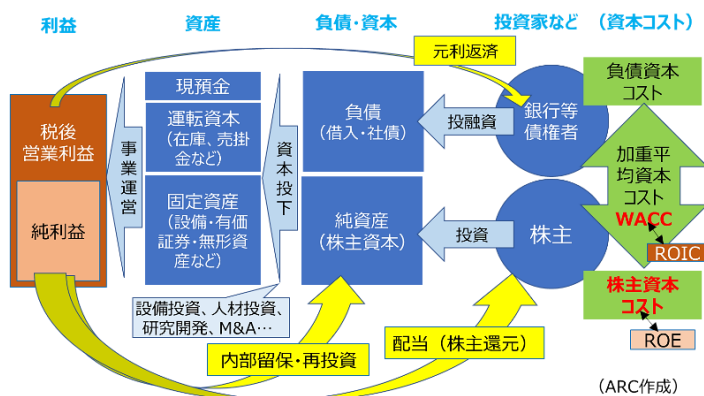 利益
資産
負債・資本
投資家など
（資本コスト）
元利返済
現預金
運転資本
（在庫、売掛
金など）
固定資産
（設備・有価
証券・無形資
産など）
税後
営業利益
純利益
事業運営
資本投下
負債
（借入・社債）
純資産
（株主資本）
投融資
投資
銀行等
債権者
株主
負債資本
コスト
加重平
均資本
コスト
WACC
ROIC
株主資本
コスト
ROE
設備投資、人材投資、
研究開発、M&A…
内部留保・再投資
配当（株主還元）
（ARC作成）